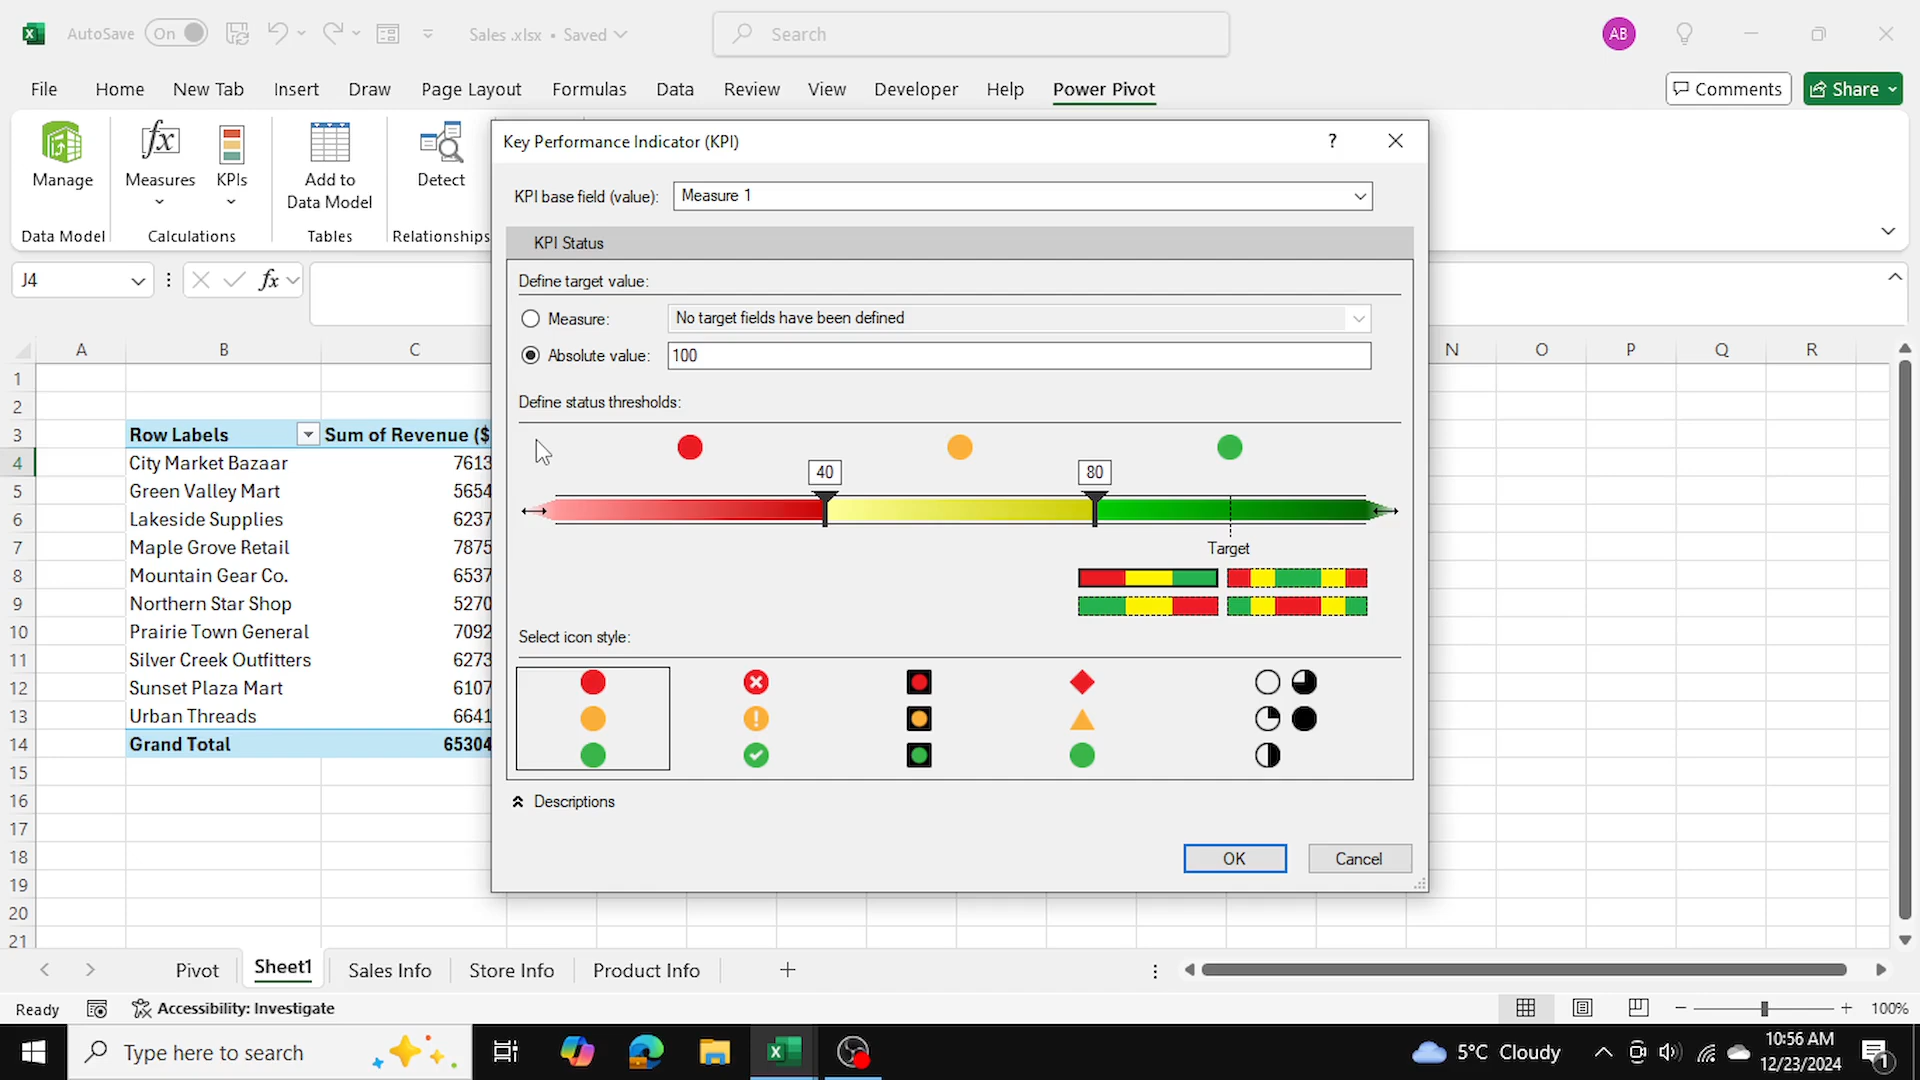 AutoSave On Sales .xlsx • Saved Search AB
File Home New Tab Insert Draw Page Layout Formulas Data Review View Developer Help Power Pivot Comments Share
Manage Measures KPIs Add to Data Model Detect
Data Model Calculations Tables Relationships
J4 fx
A B C N O P Q R
1
2
3 Row Labels Sum of Revenue ($
4 City Market Bazaar 7613
5 Green Valley Mart 5654
6 Lakeside Supplies 6237
7 Maple Grove Retail 7875
8 Mountain Gear Co. 6537
9 Northern Star Shop 5270
10 Prairie Town General 7092
11 Silver Creek Outfitters 6273
12 Sunset Plaza Mart 6107
13 Urban Threads 6641
14 Grand Total 65304
15
16
17
18
19
20
21
Key Performance Indicator (KPI) ?
KPI base field (value): Measure 1
KPI Status
Define target value:
Measure: No target fields have been defined
Absolute value: 100
Define status thresholds:
40 80
Target
Select icon style:
Descriptions
OK Cancel
Pivot Sheet1 Sales Info Store Info Product Info
Ready Accessibility: Investigate 100%
Type here to search 5°C Cloudy 10:56 AM
12/23/2024 1